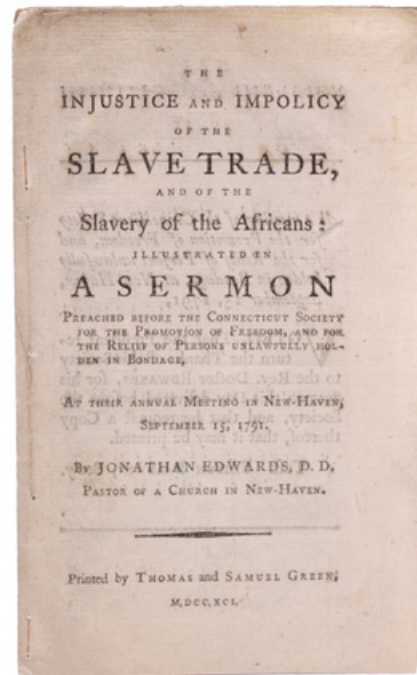 THE
INJUSTICE AND IMPOLICY
OF THE
SLAVE TRADE,
AND OF THE
Slavery of the Africans:
ILLUSTRATED IN
A SERMON
PREACHED BEFORE THE CONNECTICUT SOCIETY
FOR THE PROMOTION OF FREEDOM, AND FOR
THE RELIEF OF PERSONS UNLAWFULLY HOL-
DEN IN BONDAGE,
AT THEIR ANNUAL MEETING IN NEW-HAVEN,
SEPTEMBER 15, 1791.
BY JONATHAN EDWARDS, D. D.
PASTOR OF A CHURCH IN NEW-HAVEN.
Printed by THOMAS and SAMUEL GREEN,
M,DCC,XCI.